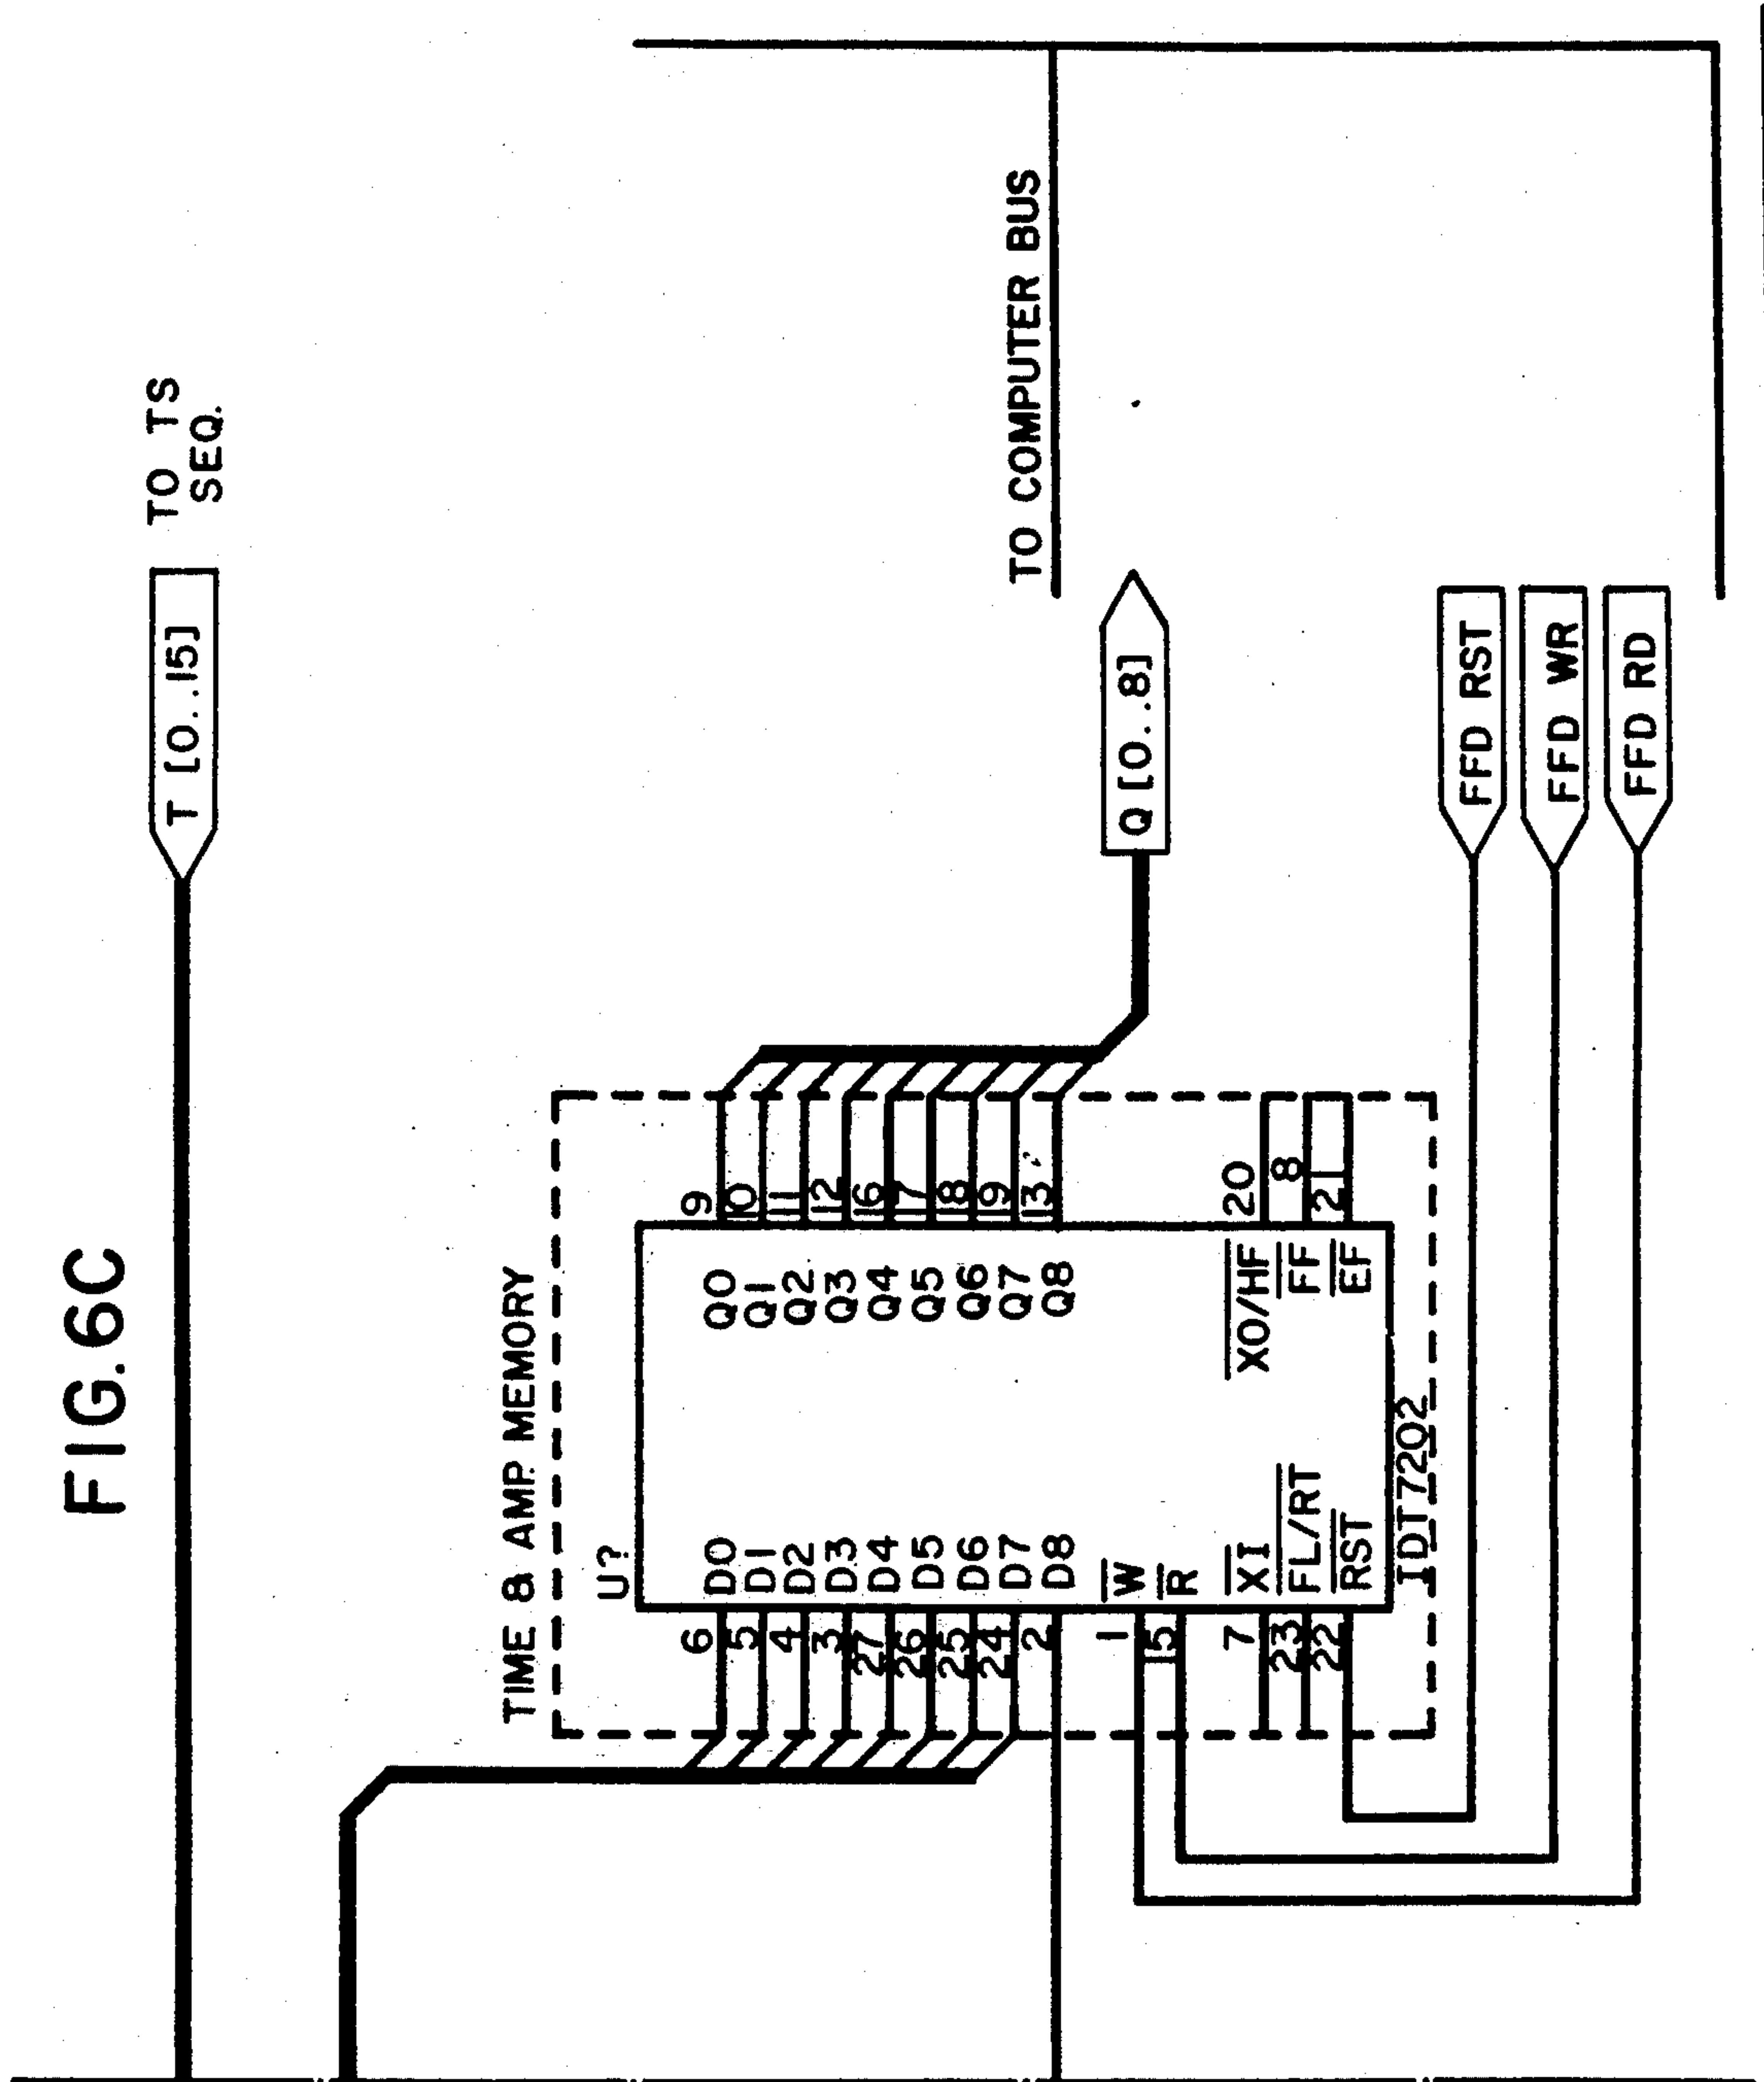 FIG.6C
T [0..15]
TO TS
SEQ.
TIME & AMP. MEMORY
U?
6 D0 Q0 9
5 D1 Q1 10
4 D2 Q2 11
3 D3 Q3 12
27 D4 Q4 16
26 D5 Q5 17
25 D6 Q6 18
24 D7 Q7 19
2 D8 Q8 13
1 W
15 R
7 XI XO/HF 20
23 FL/RT FF 8
22 RST EF 21
IDT7202
TO COMPUTER BUS
Q [0..8]
FFD RST
FFD WR
FFD RD